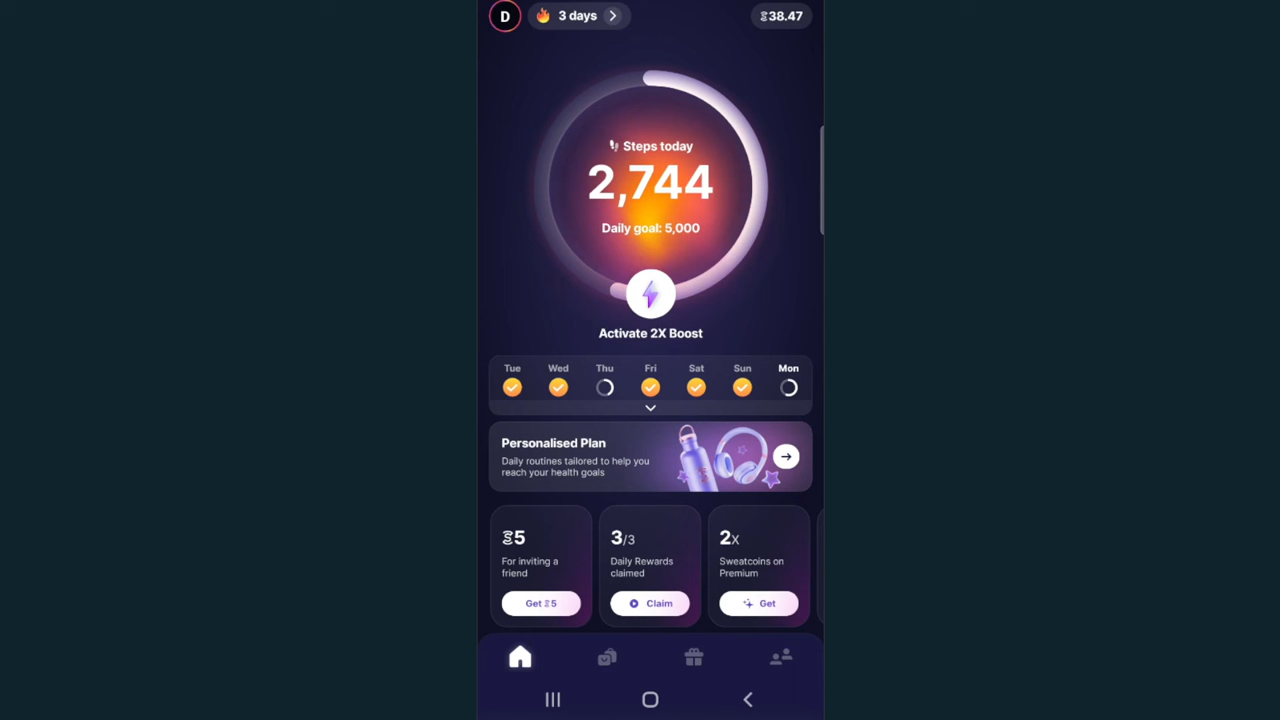 D
3 days
38.47
Steps today
2,744
Daily goal: 5,000
Activate 2X Boost
Tue Wed Thu Fri Sat Sun Mon
Personalised Plan
Daily routines tailored to help you
reach your health goals
5
For inviting a
friend
Get 5
3/3
Daily Rewards
claimed
Claim
2X
Sweatcoins on
Premium
Get